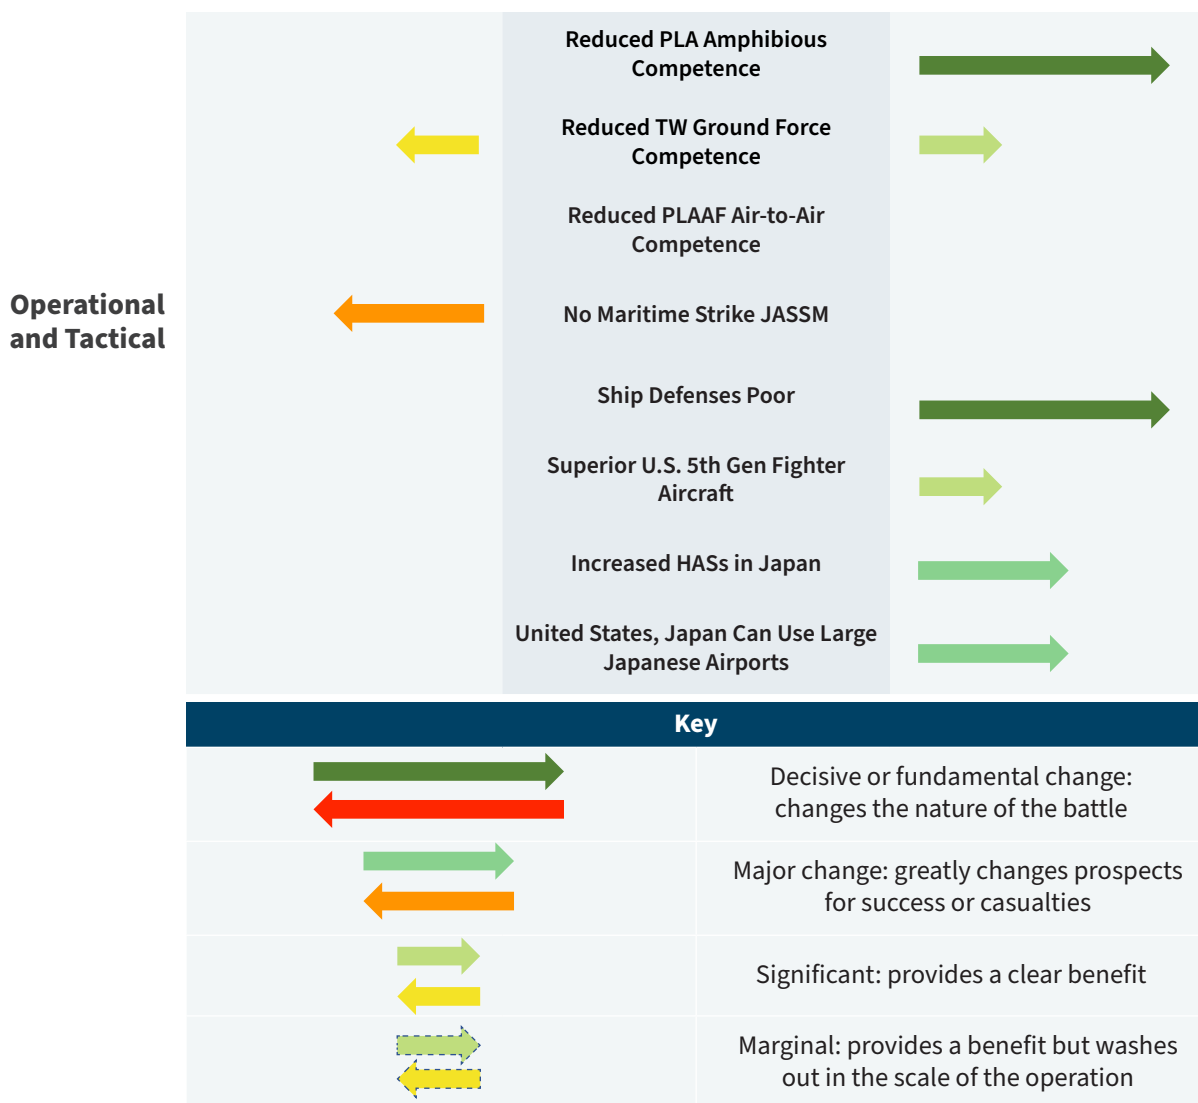 Reduced PLA Amphibious
Competence
Reduced TW Ground Force
Competence
Reduced PLAAF Air-to-Air
Competence
Operational
and Tactical
No Maritime Strike JASSM
Ship Defenses Poor
Superior U.S. 5th Gen Fighter
Aircraft
Increased HASs in Japan
United States, Japan Can Use Large
Japanese Airports
Key
Decisive or fundamental change:
changes the nature of the battle
Major change: greatly changes prospects
for success or casualties
Significant: provides a clear benefit
Marginal: provides a benefit but washes
out in the scale of the operation